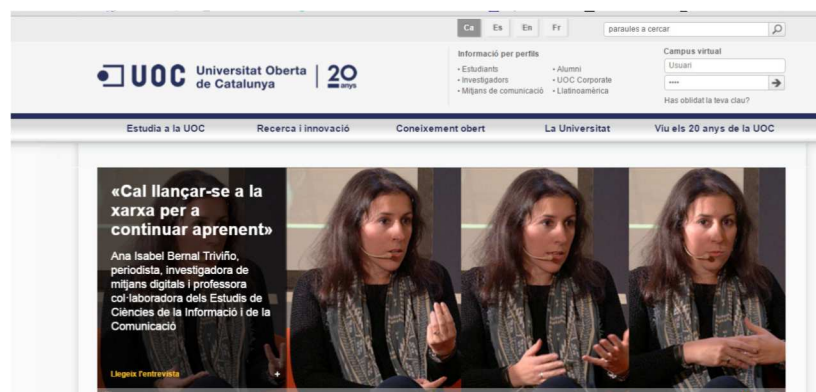 Ca Es En Fr
paraules a cercar
Informació per perfils
• Estudiants
• Investigadors
• Mitjans de comunicació
• Alumni
• UOC Corporate
• Llatinoamèrica
Campus virtual
Usuari
••••
Has oblidat la teva clau?
UOC
Universitat Oberta
de Catalunya
20
anys
Estudia a la UOC
Recerca i innovació
Coneixement obert
La Universitat
Viu els 20 anys de la UOC
«Cal llançar-se a la
xarxa per a
continuar aprenent»
Ana Isabel Bernal Triviño,
periodista, investigadora de
mitjans digitals i professora
col·laboradora dels Estudis de
Ciències de la Informació i de la
Comunicació
Llegeix l'entrevista
+